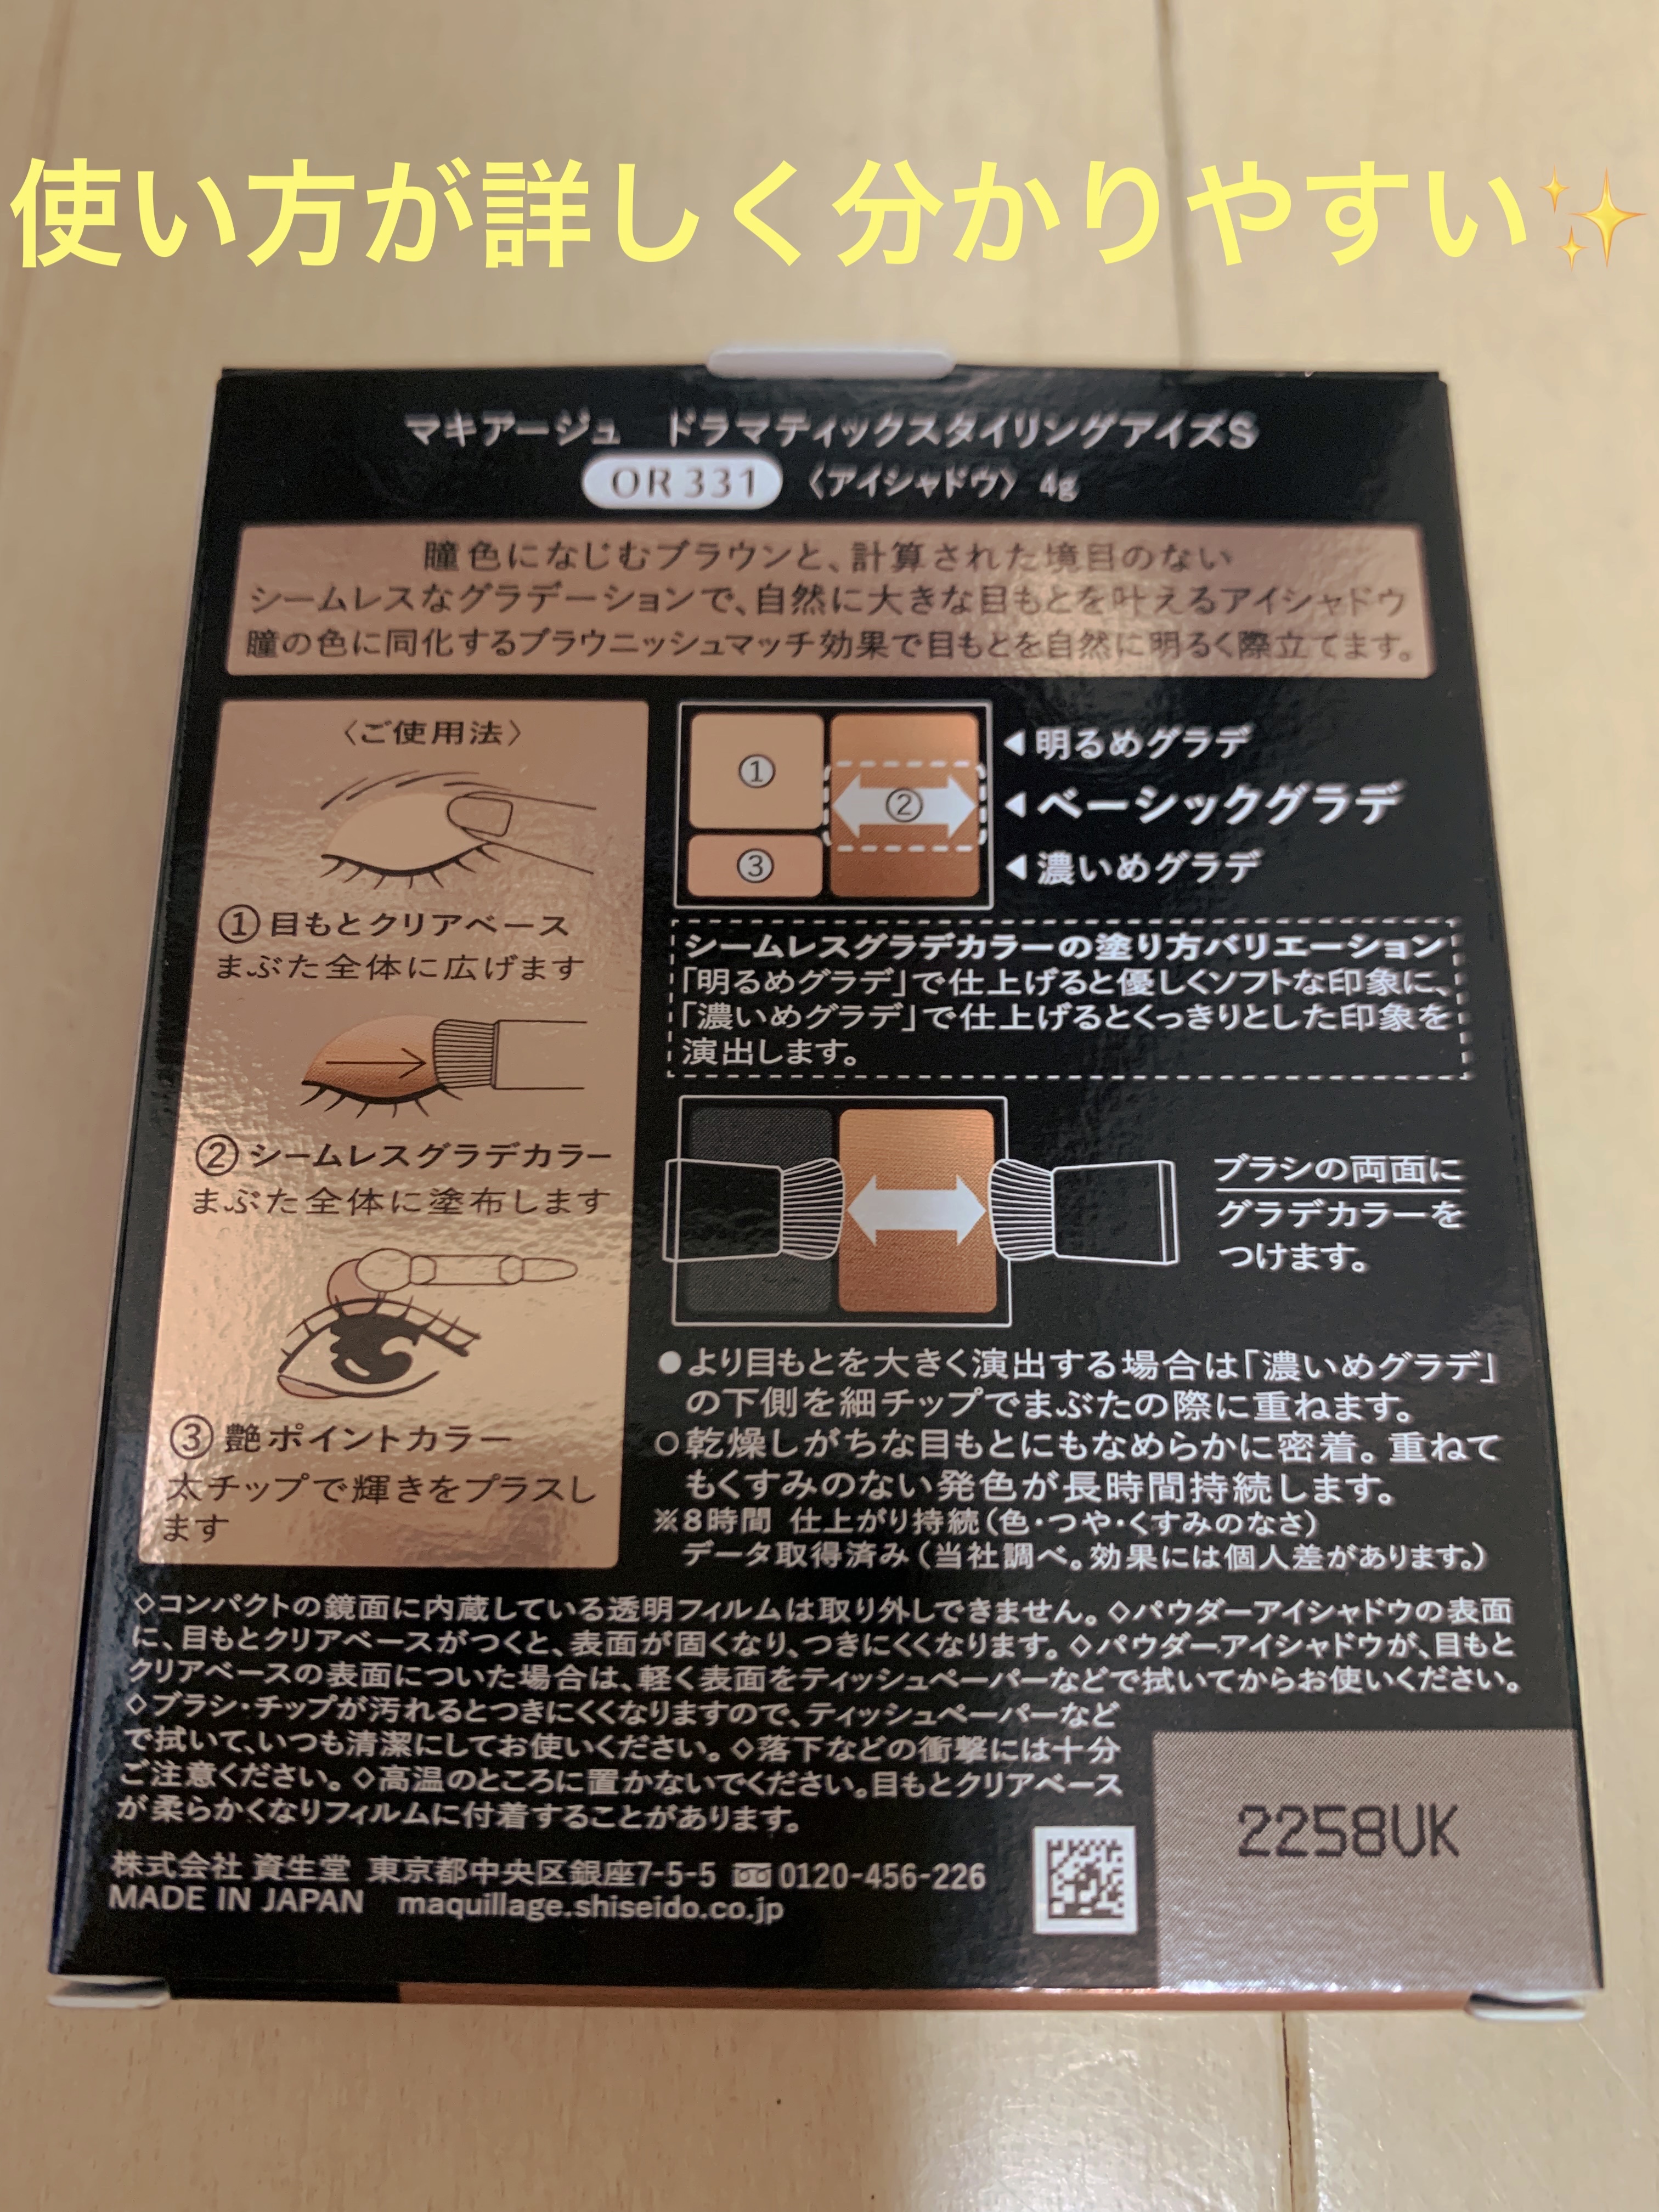 使い方が詳しく分かりやすい✨
マキアージュ ドラマティックスタイリングアイズS
OR331 〈アイシャドウ〉 4g
瞳色になじむブラウンと、計算された境目のない
シームレスなグラデーションで、自然に大きな目もとを叶えるアイシャドウ
瞳の色に同化するブラウニッシュマッチ効果で目もとを自然に明るく際立てます。
〈ご使用法〉
①目もとクリアベース
まぶた全体に広げます
②シームレスグラデカラー
まぶた全体に塗布します
③艶ポイントカラー
太チップで輝きをプラスし
ます
①
②
③
◀明るめグラデ
◀ベーシックグラデ
◀濃いめグラデ
シームレスグラデカラーの塗り方バリエーション
「明るめグラデ」で仕上げると優しくソフトな印象に、
「濃いめグラデ」で仕上げるとくっきりとした印象を
演出します。
ブラシの両面に
グラデカラーを
つけます。
●より目もとを大きく演出する場合は「濃いめグラデ」
の下側を細チップでまぶたの際に重ねます。
○乾燥しがちな目もとにもなめらかに密着。重ねて
もくすみのない発色が長時間持続します。
※8時間 仕上がり持続(色・つや・くすみのなさ)
データ取得済み(当社調べ。効果には個人差があります。)
◇コンパクトの鏡面に内蔵している透明フィルムは取り外しできません。◇パウダーアイシャドウの表面
に、目もとクリアベースがつくと、表面が固くなり、つきにくくなります。◇パウダーアイシャドウが、目もと
クリアベースの表面についた場合は、軽く表面をティッシュペーパーなどで拭いてからお使いください。
◇ブラシ・チップが汚れるとつきにくくなりますので、ティッシュペーパーなど
で拭いて、いつも清潔にしてお使いください。◇落下などの衝撃には十分
ご注意ください。◇高温のところに置かないでください。目もとクリアベース
が柔らかくなりフィルムに付着することがあります。
株式会社 資生堂 東京都中央区銀座7-5-5 0120-456-226
MADE IN JAPAN maquillage.shiseido.co.jp
2258UK